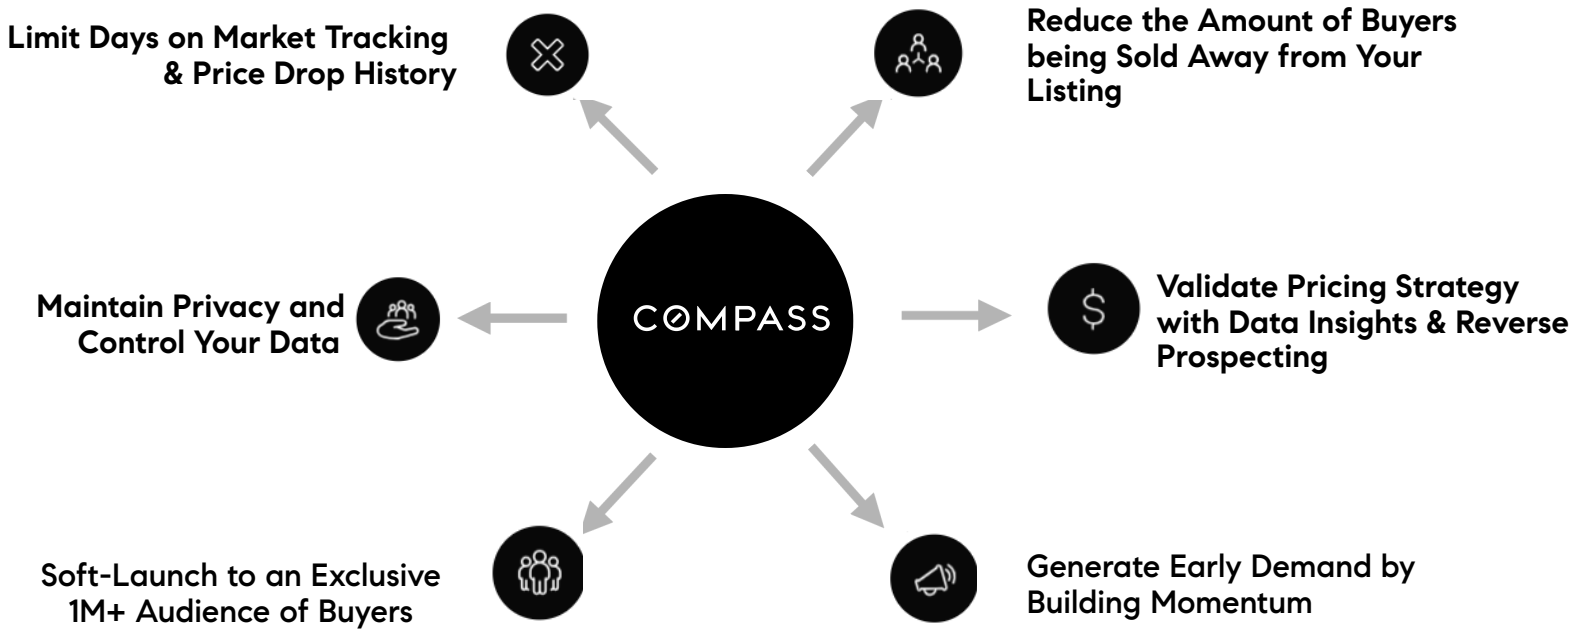 Limit Days on Market Tracking
& Price Drop History
Reduce the Amount of Buyers
being Sold Away from Your
Listing
Maintain Privacy and
Control Your Data
COMPASS
Validate Pricing Strategy
with Data Insights & Reverse
Prospecting
Soft-Launch to an Exclusive
1M+ Audience of Buyers
Generate Early Demand by
Building Momentum